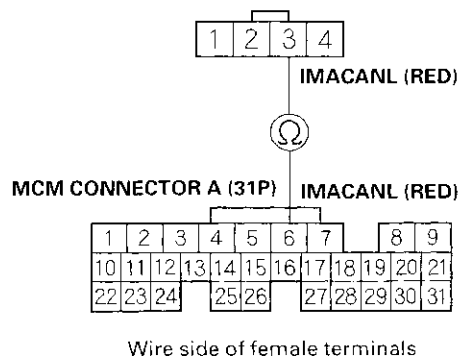 1 2 3 4
IMACANL (RED)
Ω
MCM CONNECTOR A (31P) IMACANL (RED)
1 2 3 4 5 6 7 8 9
10 11 12 13 14 15 16 17 18 19 20 21
22 23 24 25 26 27 28 29 30 31
Wire side of female terminals